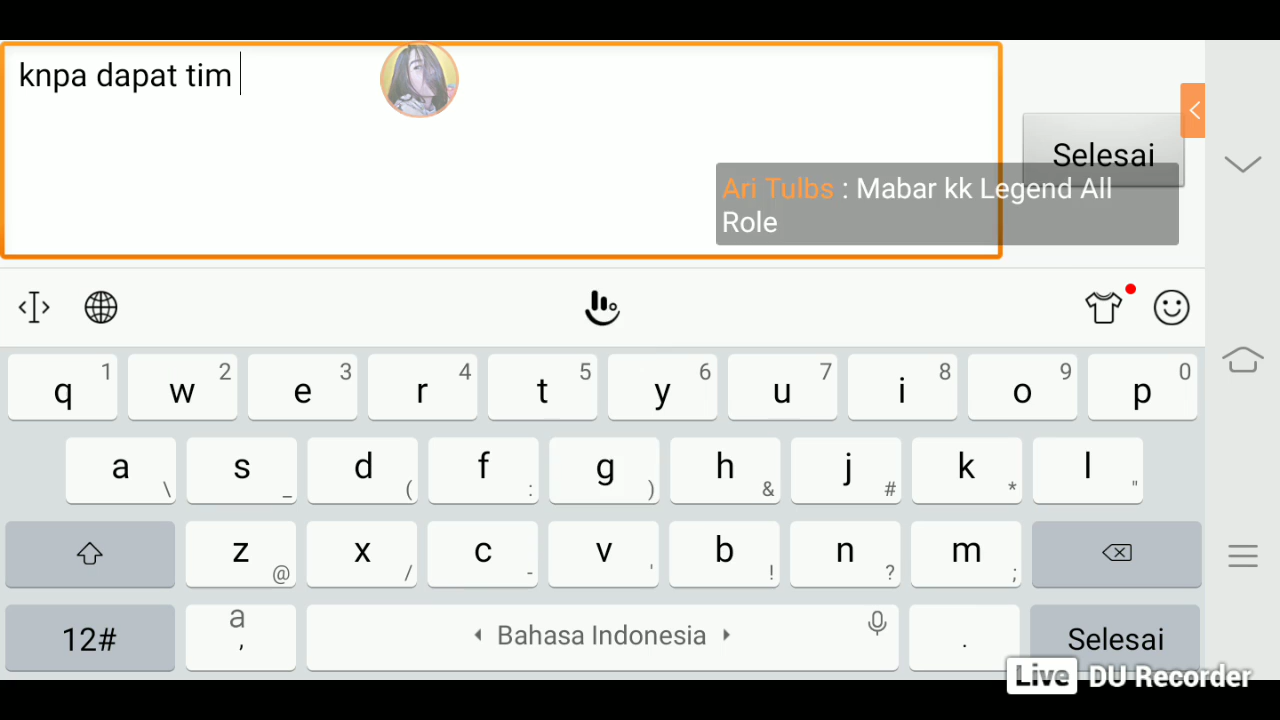 knpa dapat tim
Selesai
Ari Tulbs : Mabar kk Legend All
Role
q 1 w 2 e 3 r 4 t 5 y 6 u 7 i 8 o 9 p 0
a \ s _ d ( f : g ) h & j # k * l "
z @ x / c - v ' b ! n ? m ;
12# a , Bahasa Indonesia . Selesai
Live DU Recorder